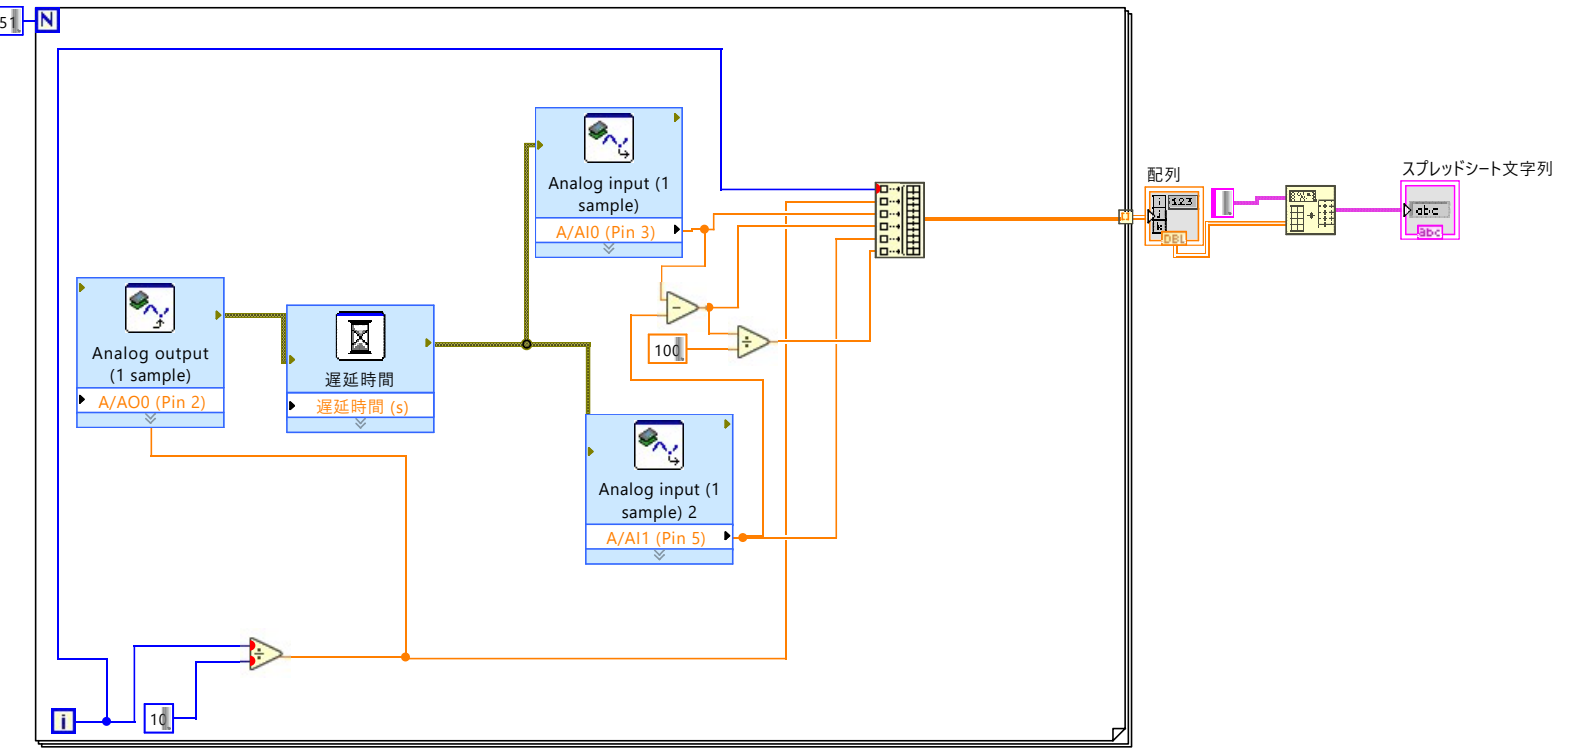 51
N
Analog input (1
sample)
A/AI0 (Pin 3)
配列
スプレッドシート文字列
i
123
DBL
abc
abc
Analog output
(1 sample)
A/AO0 (Pin 2)
遅延時間
遅延時間 (s)
−
÷
100
Analog input (1
sample) 2
A/AI1 (Pin 5)
÷
i
10